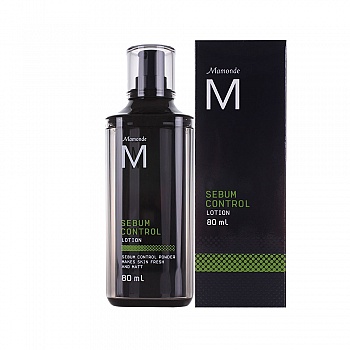 Mamonde
M
SEBUM
CONTROL
LOTION
SEBUM CONTROL POWDER
MAKES SKIN FRESH
AND MATT
80 ml
Mamonde
M
SEBUM
CONTROL
LOTION
80 ml